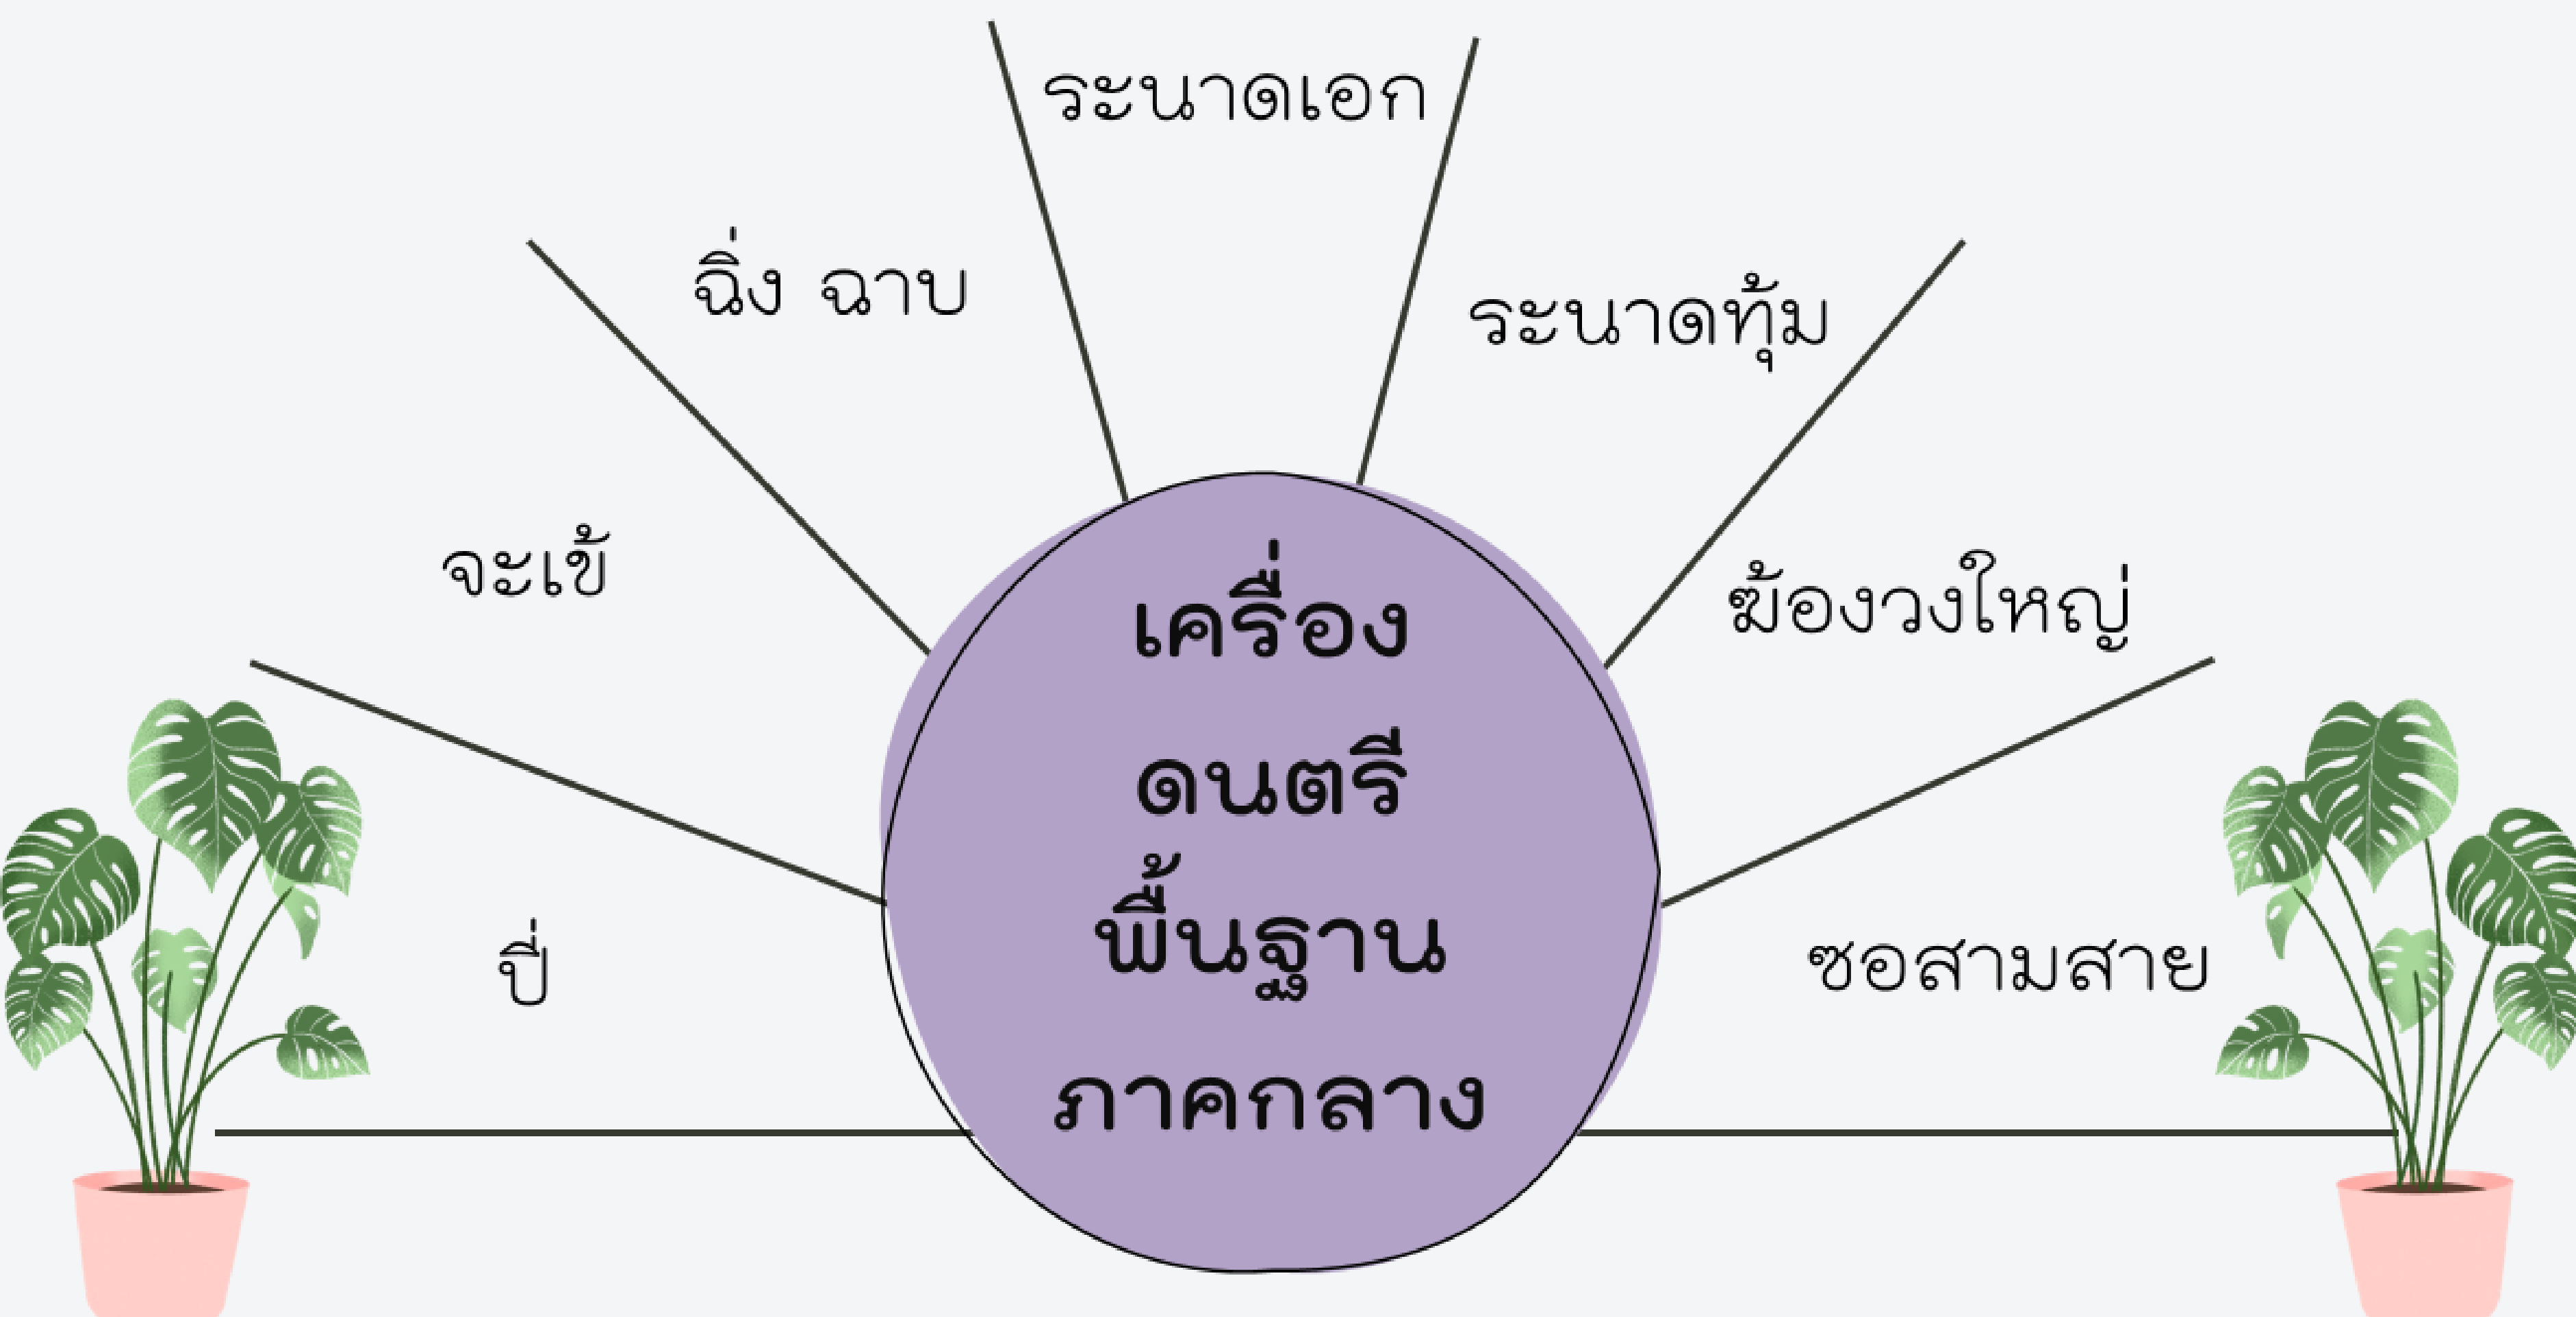 ระนาดเอก
ฉิ่ง ฉาบ
ระนาดทุ้ม
จะเข้
ฆ้องวงใหญ่
ปี่
ซอสามสาย
เครื่อง
ดนตรี
พื้นฐาน
ภาคกลาง